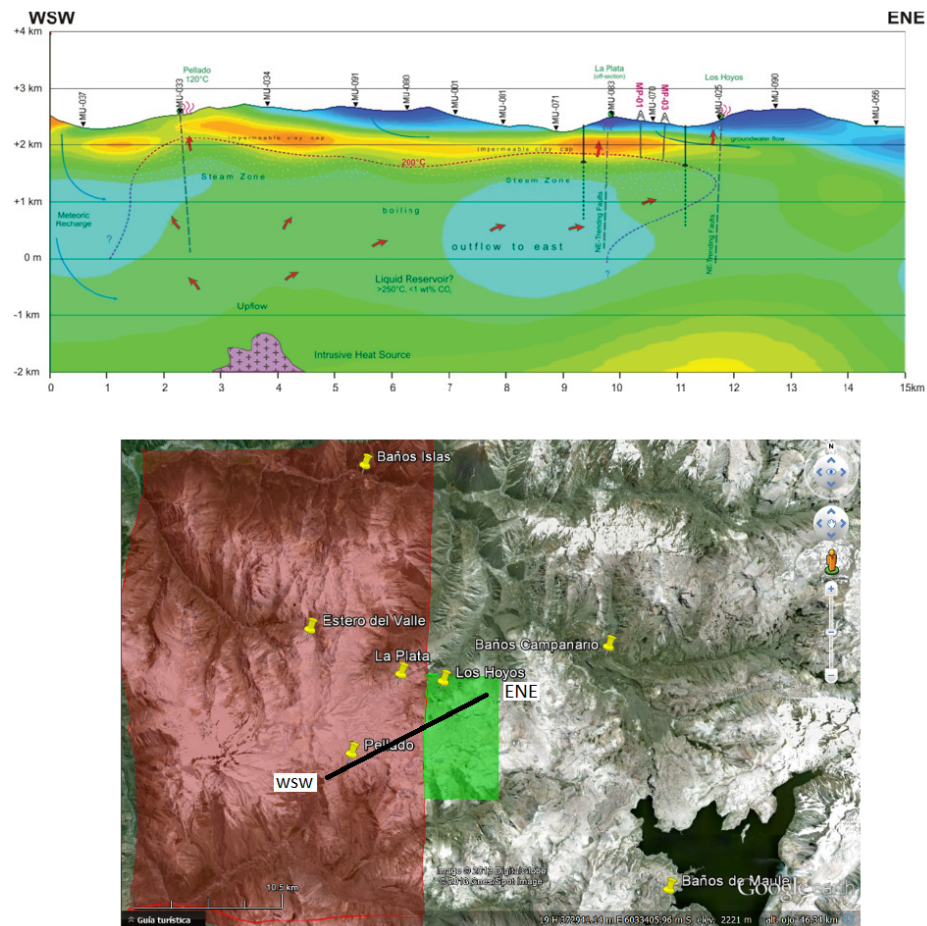 WSW
ENE
+4 km
+3 km
+2 km
+1 km
0 m
-1 km
-2 km
Pellado
120°C
La Plata
(off-section)
Los Hoyos
MU-037
MU-033
MU-034
MU-091
MU-080
MU-001
MU-081
MU-071
MU-083
MP-01
MU-070
MP-03
MU-025
MU-090
MU-056
impermeable clay cap
impermeable clay cap
groundwater flow
200°C
Steam Zone
Steam Zone
Meteoric
Recharge
boiling
outflow to east
NE-Trending Faults
NE-Trending Faults
?
?
Liquid Reservoir?
>250°C, <1 wt% CO₂
Upflow
Intrusive Heat Source
0 1 2 3 4 5 6 7 8 9 10 11 12 13 14 15km
N
Baños Islas
Estero del Valle
La Plata
Los Hoyos
Baños Campanario
ENE
Pellado
WSW
Baños de Maule
10.5 km
Guía turística